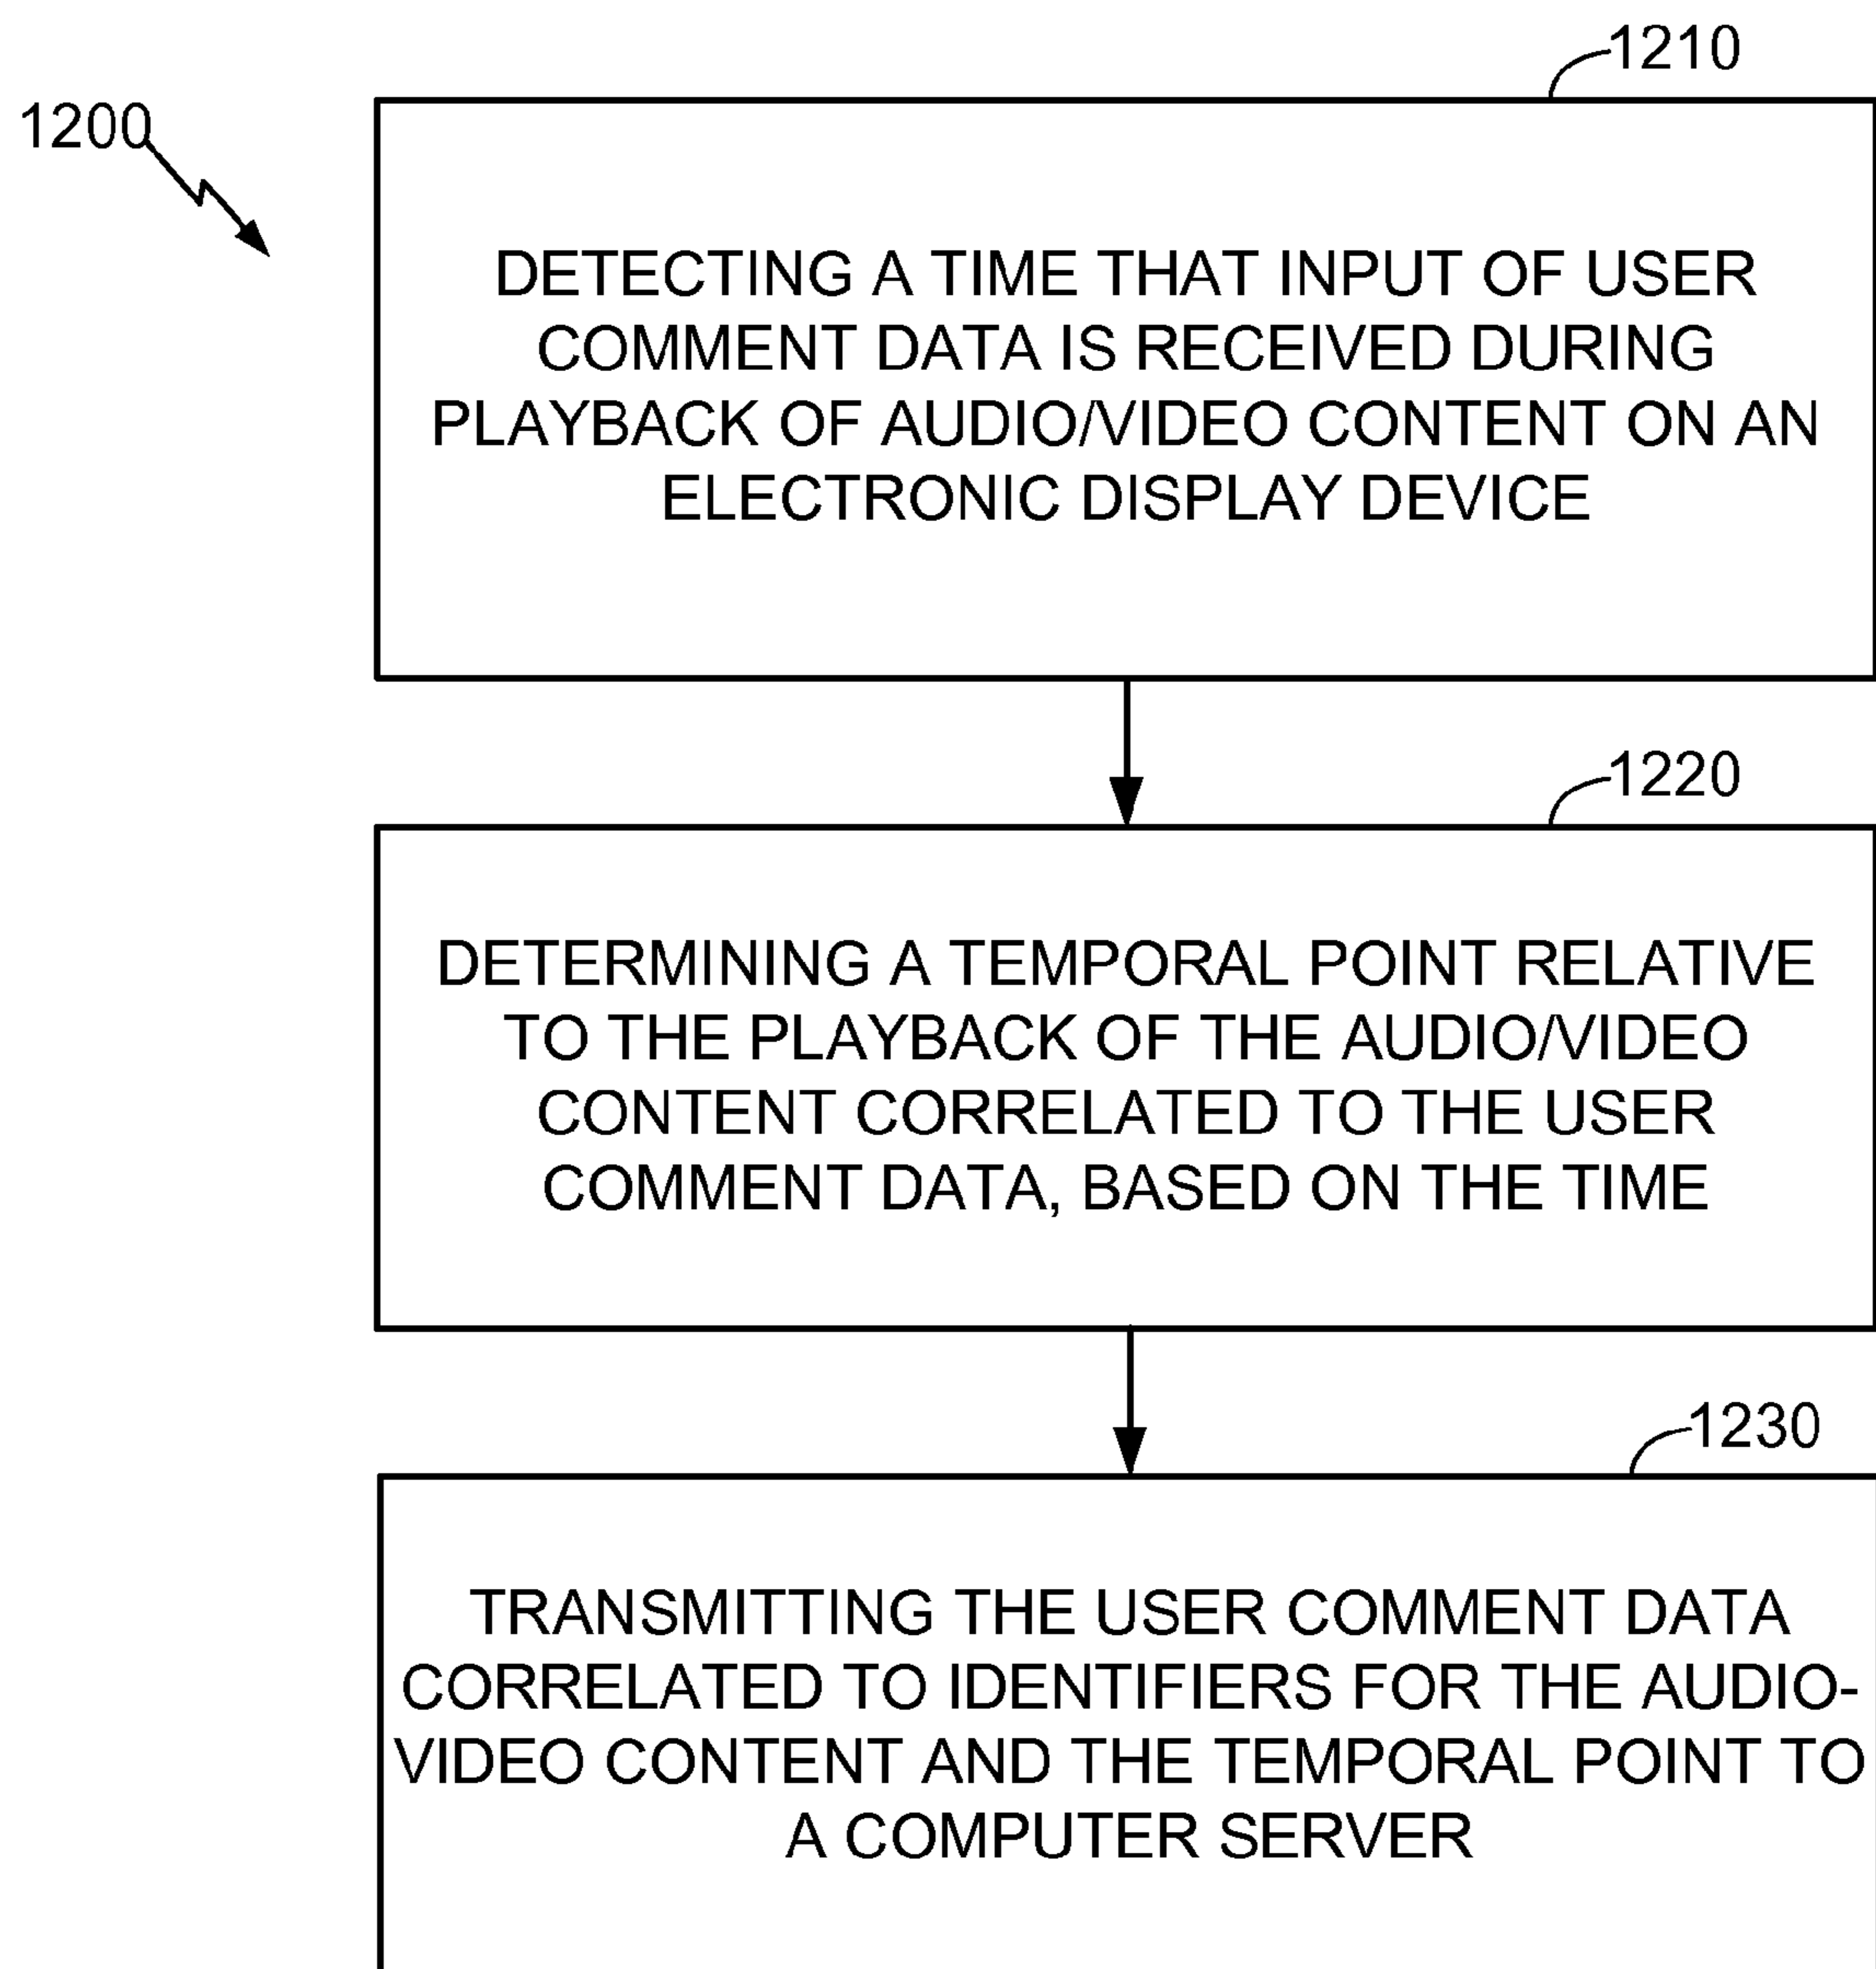 1210
1200
DETECTING A TIME THAT INPUT OF USER
COMMENT DATA IS RECEIVED DURING
PLAYBACK OF AUDIO/VIDEO CONTENT ON AN
ELECTRONIC DISPLAY DEVICE
1220
DETERMINING A TEMPORAL POINT RELATIVE
TO THE PLAYBACK OF THE AUDIO/VIDEO
CONTENT CORRELATED TO THE USER
COMMENT DATA, BASED ON THE TIME
1230
TRANSMITTING THE USER COMMENT DATA
CORRELATED TO IDENTIFIERS FOR THE AUDIO-
VIDEO CONTENT AND THE TEMPORAL POINT TO
A COMPUTER SERVER